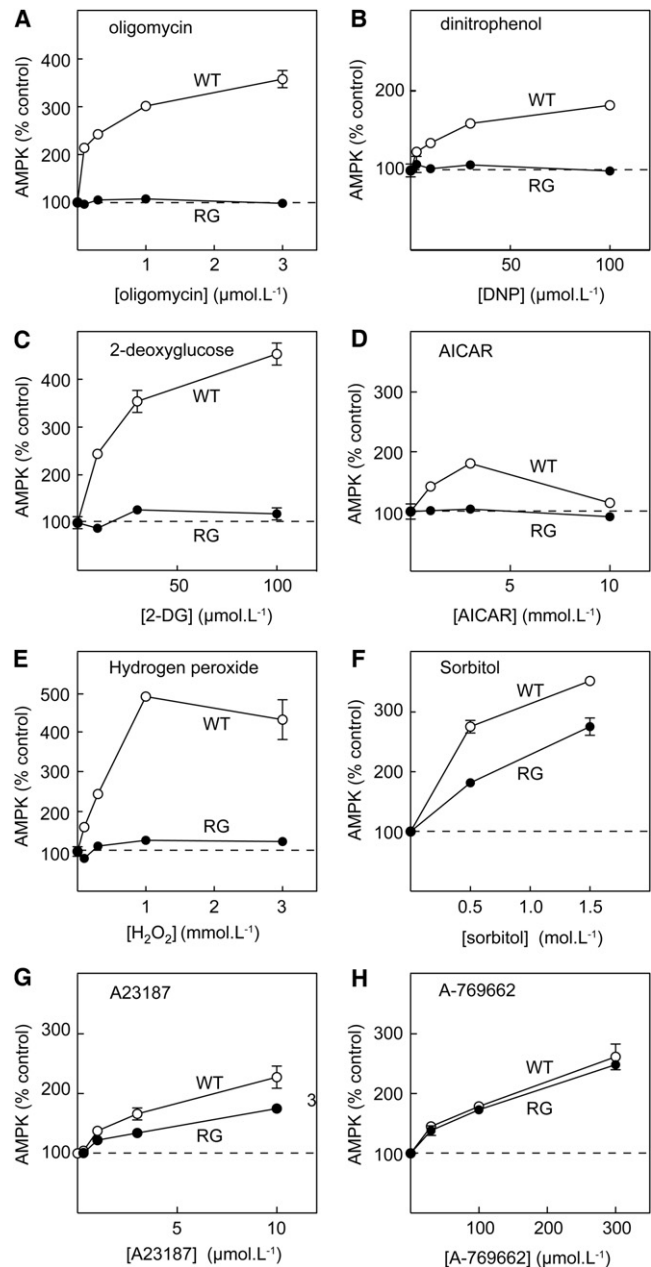 A
oligomycin
AMPK (% control)
400
300
200
100
WT
RG
1
2
3
[oligomycin] (µmol.L⁻¹)
B
dinitrophenol
AMPK (% control)
200
100
WT
RG
50
100
[DNP] (µmol.L⁻¹)
C
2-deoxyglucose
AMPK (% control)
400
300
200
100
WT
RG
50
100
[2-DG] (µmol.L⁻¹)
D
AICAR
AMPK (% control)
300
200
100
WT
RG
5
10
[AICAR] (mmol.L⁻¹)
E
Hydrogen peroxide
AMPK (% control)
500
400
300
200
100
WT
RG
1
2
3
[H₂O₂] (mmol.L⁻¹)
F
Sorbitol
AMPK (% control)
300
200
100
WT
RG
0.5
1.0
1.5
[sorbitol] (mol.L⁻¹)
G
A23187
AMPK (% control)
300
200
100
WT
RG
3
5
10
[A23187] (µmol.L⁻¹)
H
A-769662
AMPK (% control)
300
200
100
WT
RG
100
200
300
[A-769662] (µmol.L⁻¹)